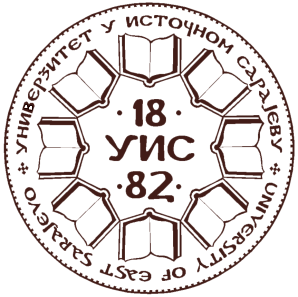 УНИВЕРЗИТЕТ У ИСТОЧНОМ САРАЈЕВУ
UNIVERSITY OF EAST SARAJEVO
· 18 ·
УИС
· 82 ·